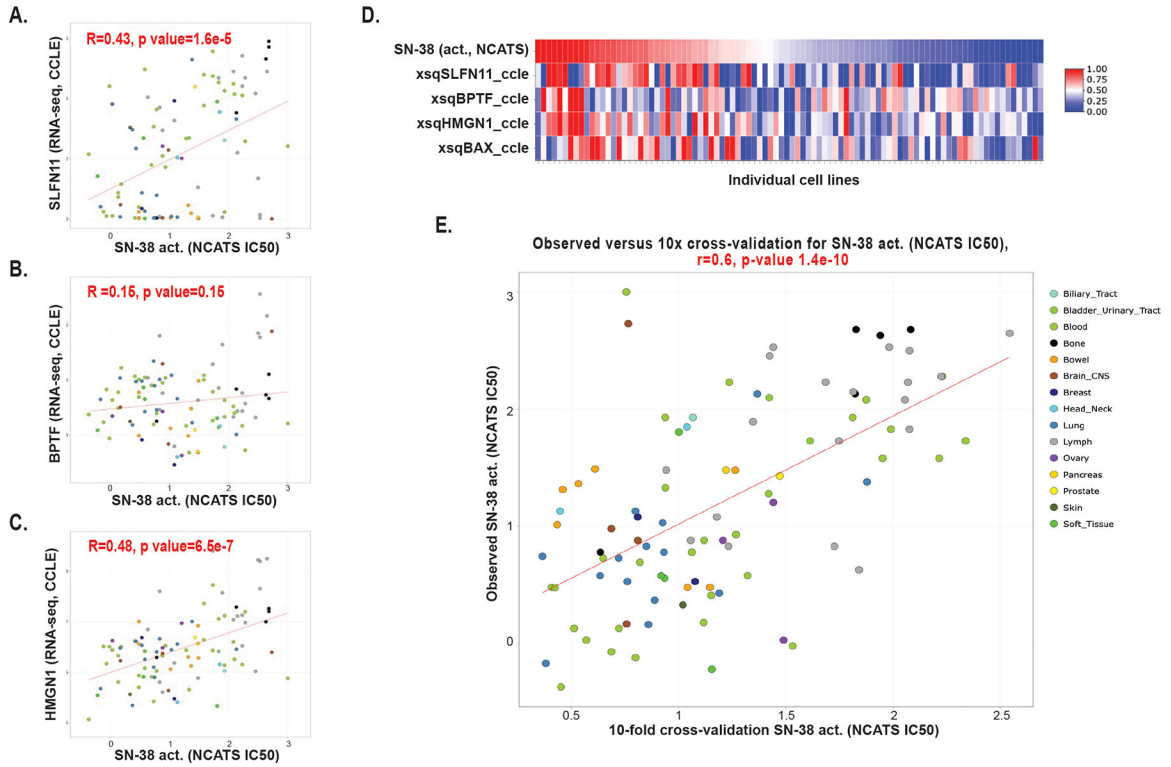 A.
R=0.43, p value=1.6e-5
SLFN11 (RNA-seq, CCLE)
0
1
2
3
SN-38 act. (NCATS IC50)
B.
R =0.15, p value=0.15
BPTF (RNA-seq, CCLE)
0
1
2
3
SN-38 act. (NCATS IC50)
C.
R=0.48, p value=6.5e-7
HMGN1 (RNA-seq, CCLE)
0
1
2
3
SN-38 act. (NCATS IC50)
D.
SN-38 (act., NCATS)
xsqSLFN11_ccle
xsqBPTF_ccle
xsqHMGN1_ccle
xsqBAX_ccle
1.00
0.75
0.50
0.25
0.00
Individual cell lines
E.
Observed versus 10x cross-validation for SN-38 act. (NCATS IC50),
r=0.6, p-value 1.4e-10
Observed SN-38 act. (NCATS IC50)
3
2
1
0
0.5
1
1.5
2
2.5
10-fold cross-validation SN-38 act. (NCATS IC50)
Biliary_Tract
Bladder_Urinary_Tract
Blood
Bone
Bowel
Brain_CNS
Breast
Head_Neck
Lung
Lymph
Ovary
Pancreas
Prostate
Skin
Soft_Tissue